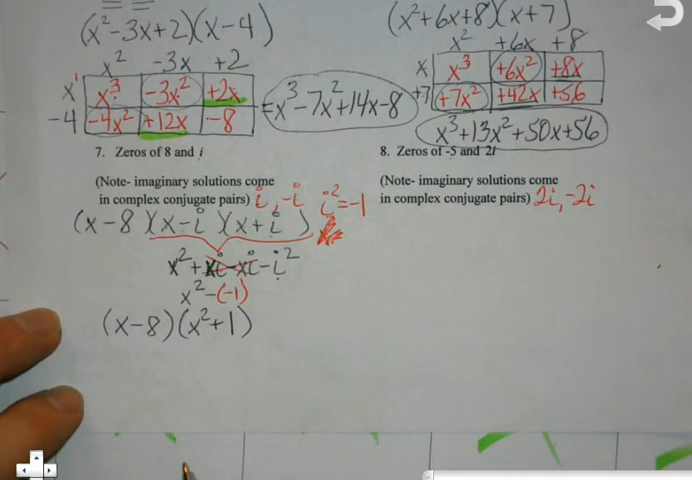 (x²-3x+2)(x-4)
x² -3x +2
x x³ -3x² +2x
-4 -4x² +12x -8
=x³-7x²+14x-8
7. Zeros of 8 and i
(Note- imaginary solutions come
in complex conjugate pairs) i, -i i²=-1
(x-8)(x-i)(x+i)
x²+xi-xi-i²
x²-(-1)
(x-8)(x²+1)
(x²+6x+8)(x+7)
x² +6x +8
x x³ +6x² +8x
+7 +7x² +42x +56
x³+13x²+50x+56
8. Zeros of -5 and 2i
(Note- imaginary solutions come
in complex conjugate pairs) 2i, -2i